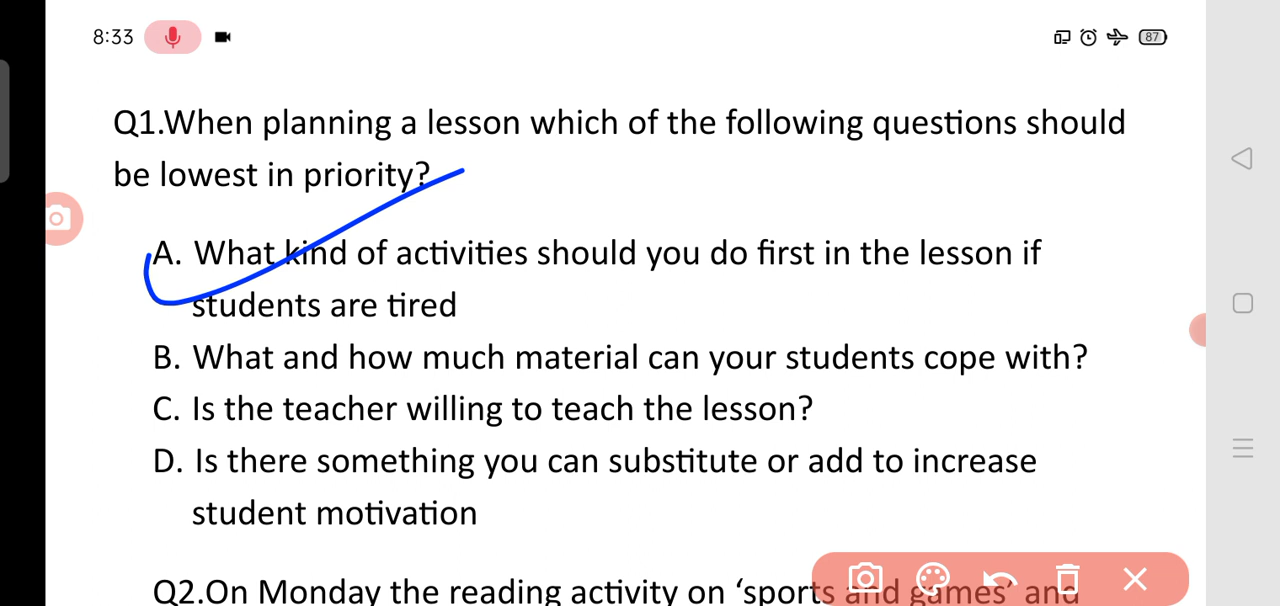 8:33
87
Q1.When planning a lesson which of the following questions should
be lowest in priority?
A. What kind of activities should you do first in the lesson if
students are tired
B. What and how much material can your students cope with?
C. Is the teacher willing to teach the lesson?
D. Is there something you can substitute or add to increase
student motivation
Q2.On Monday the reading activity on ‘sports and games’ and